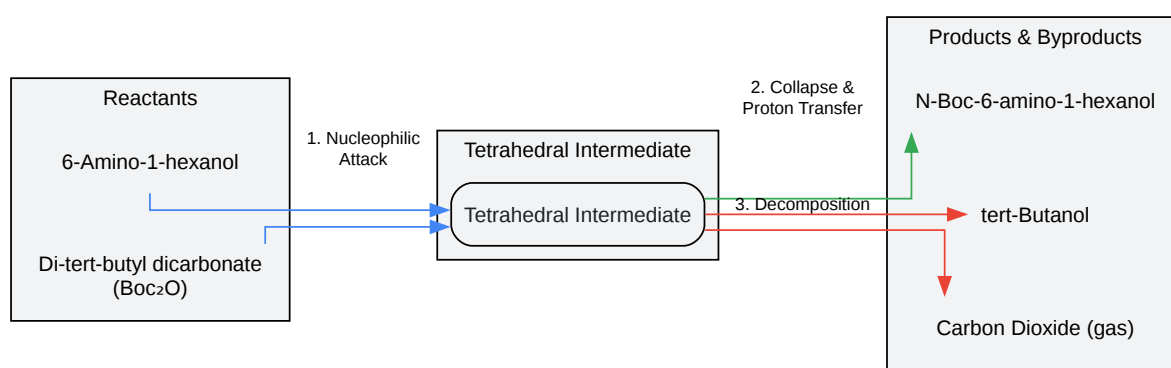 Reactants
6-Amino-1-hexanol
Di-tert-butyl dicarbonate
(Boc₂O)
1. Nucleophilic
Attack
Tetrahedral Intermediate
Tetrahedral Intermediate
2. Collapse &
Proton Transfer
3. Decomposition
Products & Byproducts
N-Boc-6-amino-1-hexanol
tert-Butanol
Carbon Dioxide (gas)